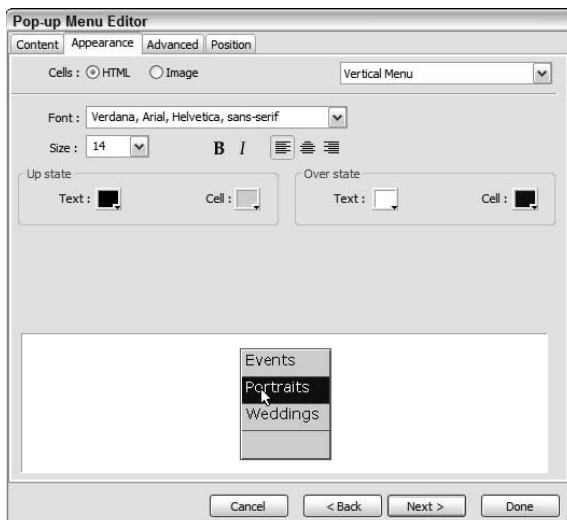 Pop-up Menu Editor
Content Appearance Advanced Position
Cells : HTML Image Vertical Menu
Font : Verdana, Arial, Helvetica, sans-serif
Size : 14 B I
Up state Over state
Text : Cell : Text : Cell :
Events
Portraits
Weddings
Cancel < Back Next > Done